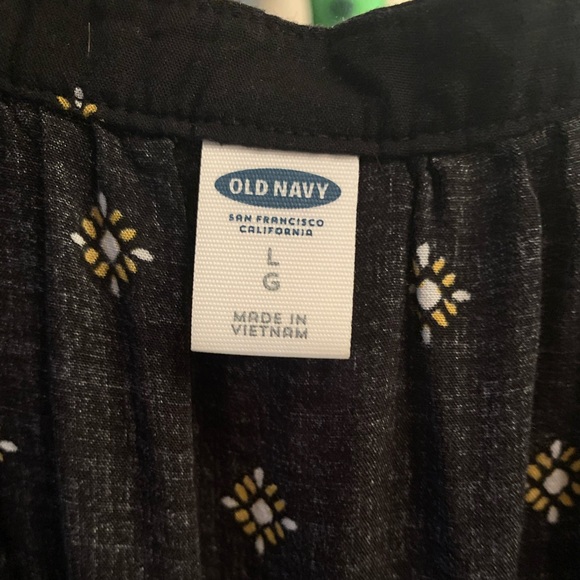 OLD NAVY
SAN FRANCISCO
CALIFORNIA
L
G
MADE IN
VIETNAM